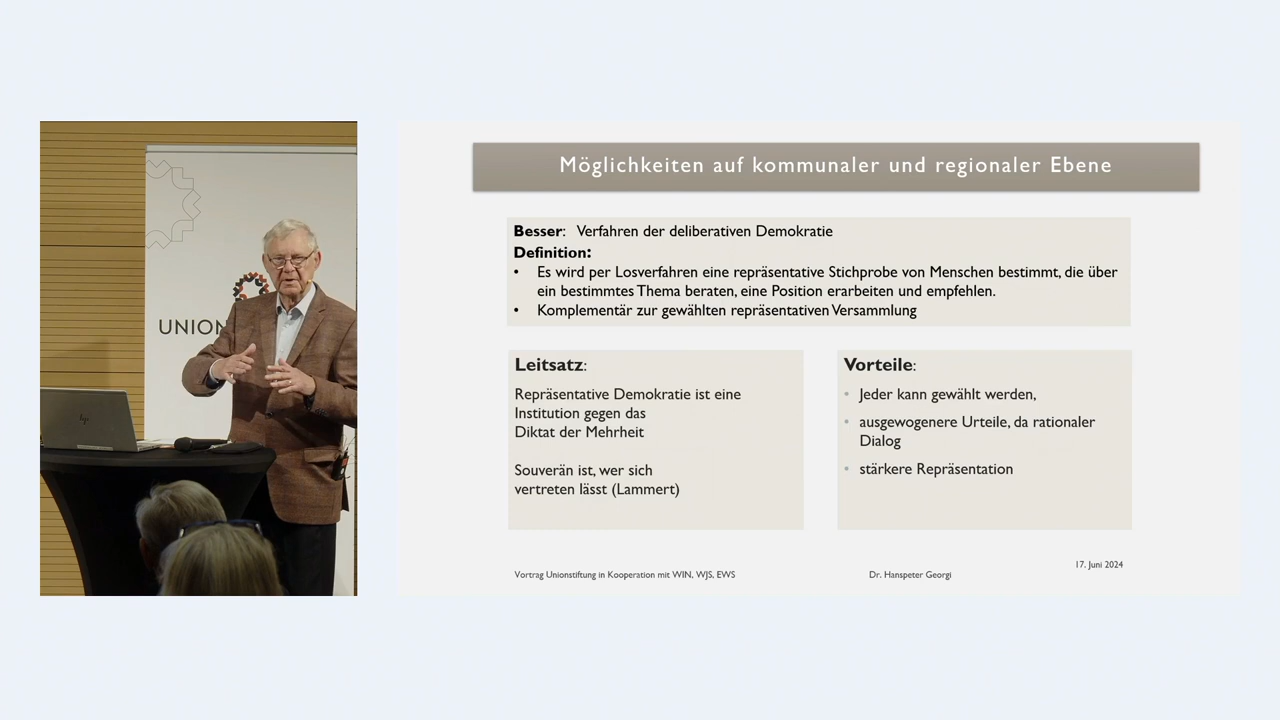 Möglichkeiten auf kommunaler und regionaler Ebene
Besser: Verfahren der deliberativen Demokratie
Definition:
• Es wird per Losverfahren eine repräsentative Stichprobe von Menschen bestimmt, die über
ein bestimmtes Thema beraten, eine Position erarbeiten und empfehlen.
• Komplementär zur gewählten repräsentativen Versammlung
Leitsatz:
Repräsentative Demokratie ist eine
Institution gegen das
Diktat der Mehrheit
Souverän ist, wer sich
vertreten lässt (Lammert)
Vorteile:
• Jeder kann gewählt werden,
• ausgewogenere Urteile, da rationaler
Dialog
• stärkere Repräsentation
Vortrag Unionstiftung in Kooperation mit WIN, WJS, EWS
Dr. Hanspeter Georgi
17. Juni 2024
UNION
hp